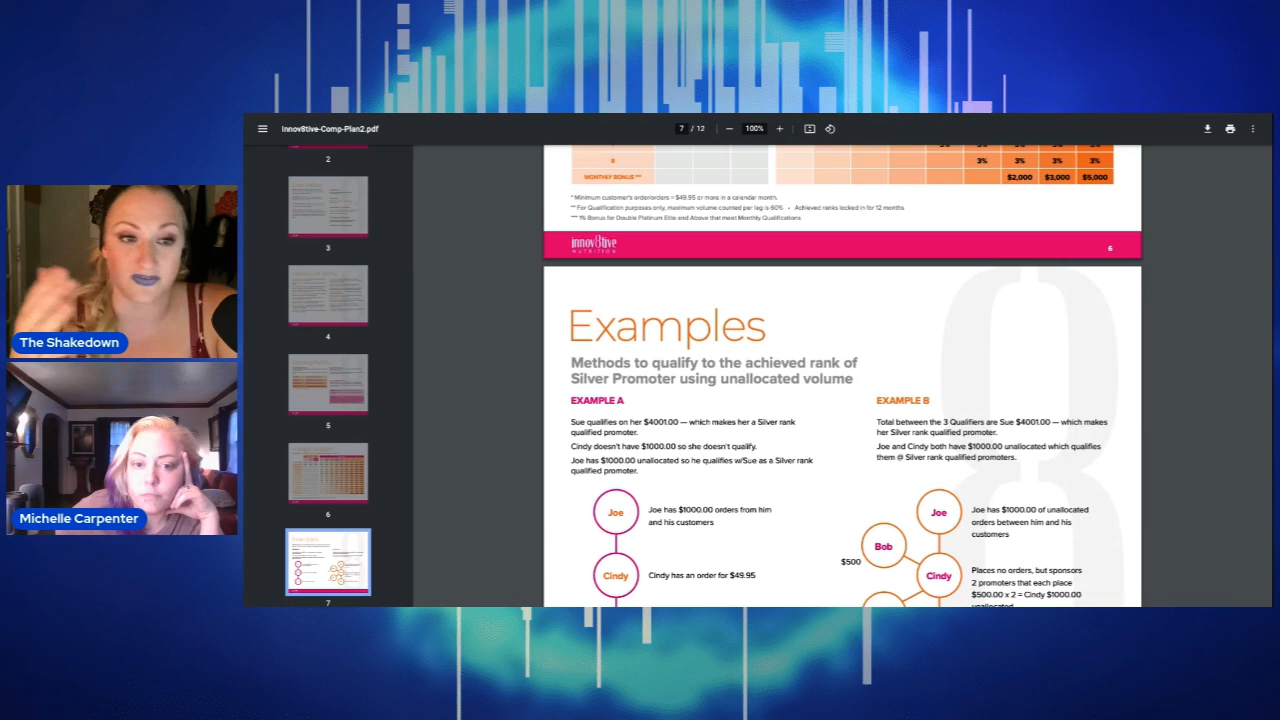 Innov8tive-Comp-Plan2.pdf
7 / 12
100%
2
3
4
5
6
7
8
3% 3% 3% 3%
MONTHLY BONUS ***
$2,000 $3,000 $5,000
* Minimum customer's order/orders = $49.95 or more in a calendar month.
** For Qualification purposes only, maximum volume counted per leg is 60% • Achieved ranks locked in for 12 months
*** 1% Bonus for Double Platinum Elite and Above that meet Monthly Qualifications
innov8tive
NUTRITION
6
Examples
Methods to qualify to the achieved rank of
Silver Promoter using unallocated volume
EXAMPLE A
Sue qualifies on her $4001.00 — which makes her a Silver rank
qualified promoter.
Cindy doesn't have $1000.00 so she doesn't qualify.
Joe has $1000.00 unallocated so he qualifies w/Sue as a Silver rank
qualified promoter.
Joe
Joe has $1000.00 orders from him
and his customers
Cindy
Cindy has an order for $49.95
EXAMPLE B
Total between the 3 Qualifiers are Sue $4001.00 — which makes
her Silver rank qualified promoter.
Joe and Cindy both have $1000.00 unallocated which qualifies
them @ Silver rank qualified promoters.
Joe
Joe has $1000.00 of unallocated
orders between him and his
customers
Bob
$500
Cindy
Places no orders, but sponsors
2 promoters that each place
$500.00 x 2 = Cindy $1000.00
unallocated
The Shakedown
Michelle Carpenter